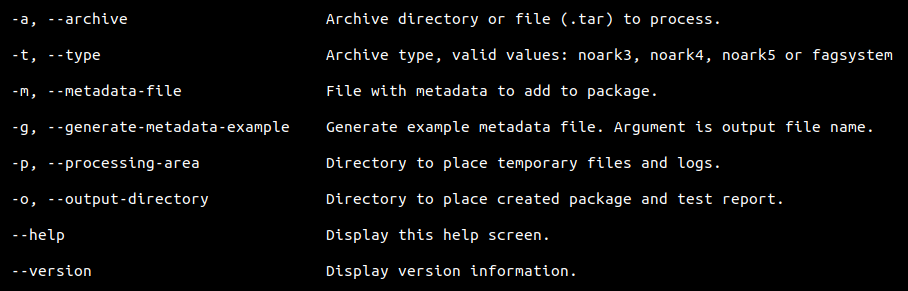 -a, --archive Archive directory or file (.tar) to process.
-t, --type Archive type, valid values: noark3, noark4, noark5 or fagsystem
-m, --metadata-file File with metadata to add to package.
-g, --generate-metadata-example Generate example metadata file. Argument is output file name.
-p, --processing-area Directory to place temporary files and logs.
-o, --output-directory Directory to place created package and test report.
--help Display this help screen.
--version Display version information.